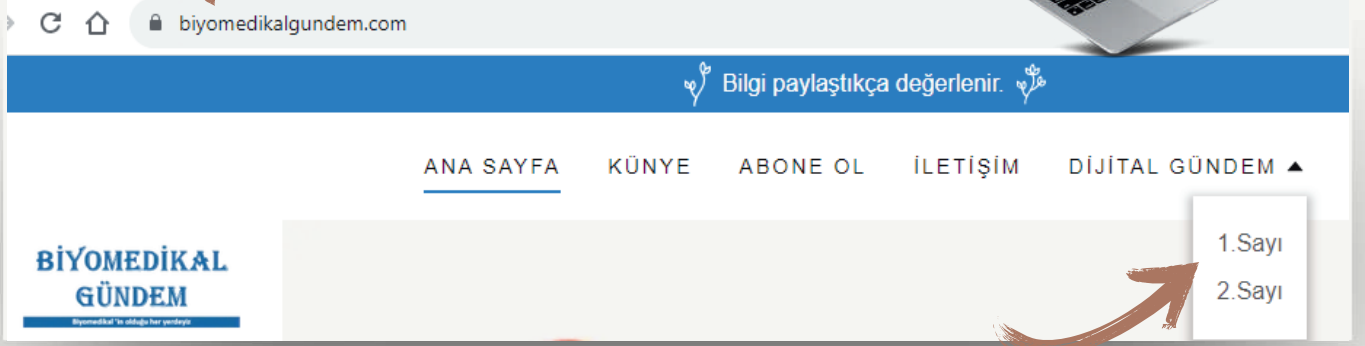 biyomedikalgundem.com
Bilgi paylaştıkça değerlenir.
ANA SAYFA KÜNYE ABONE OL İLETİŞİM DİJİTAL GÜNDEM
1.Sayı
2.Sayı
BİYOMEDİKAL
GÜNDEM
Biyomedikal'in olduğu her yerdeyiz